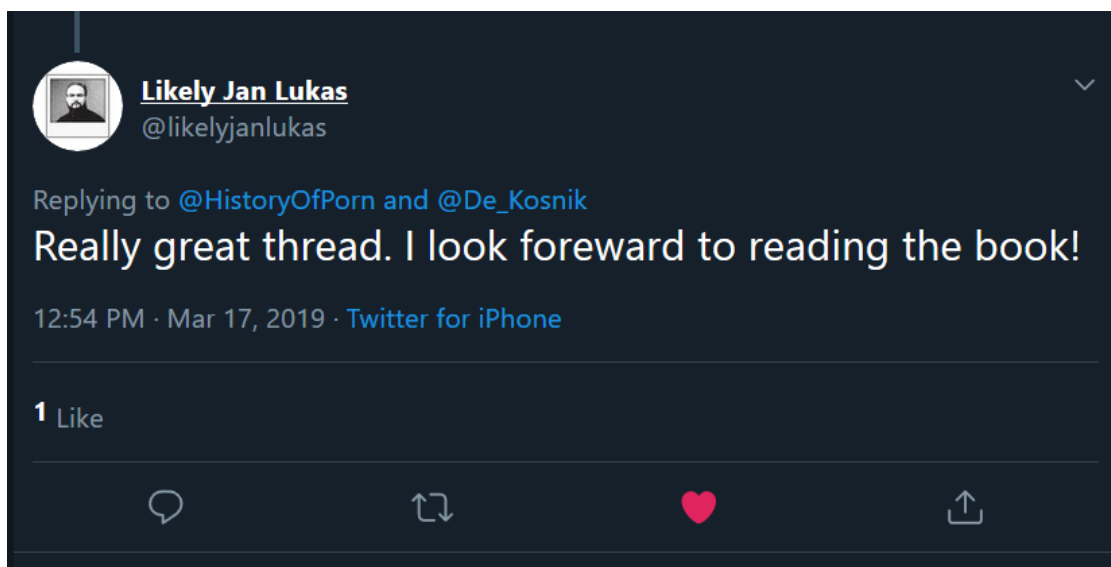 Likely Jan Lukas
@likelyjanlukas
Replying to @HistoryOfPorn and @De_Kosnik
Really great thread. I look foreward to reading the book!
12:54 PM · Mar 17, 2019 · Twitter for iPhone
1 Like